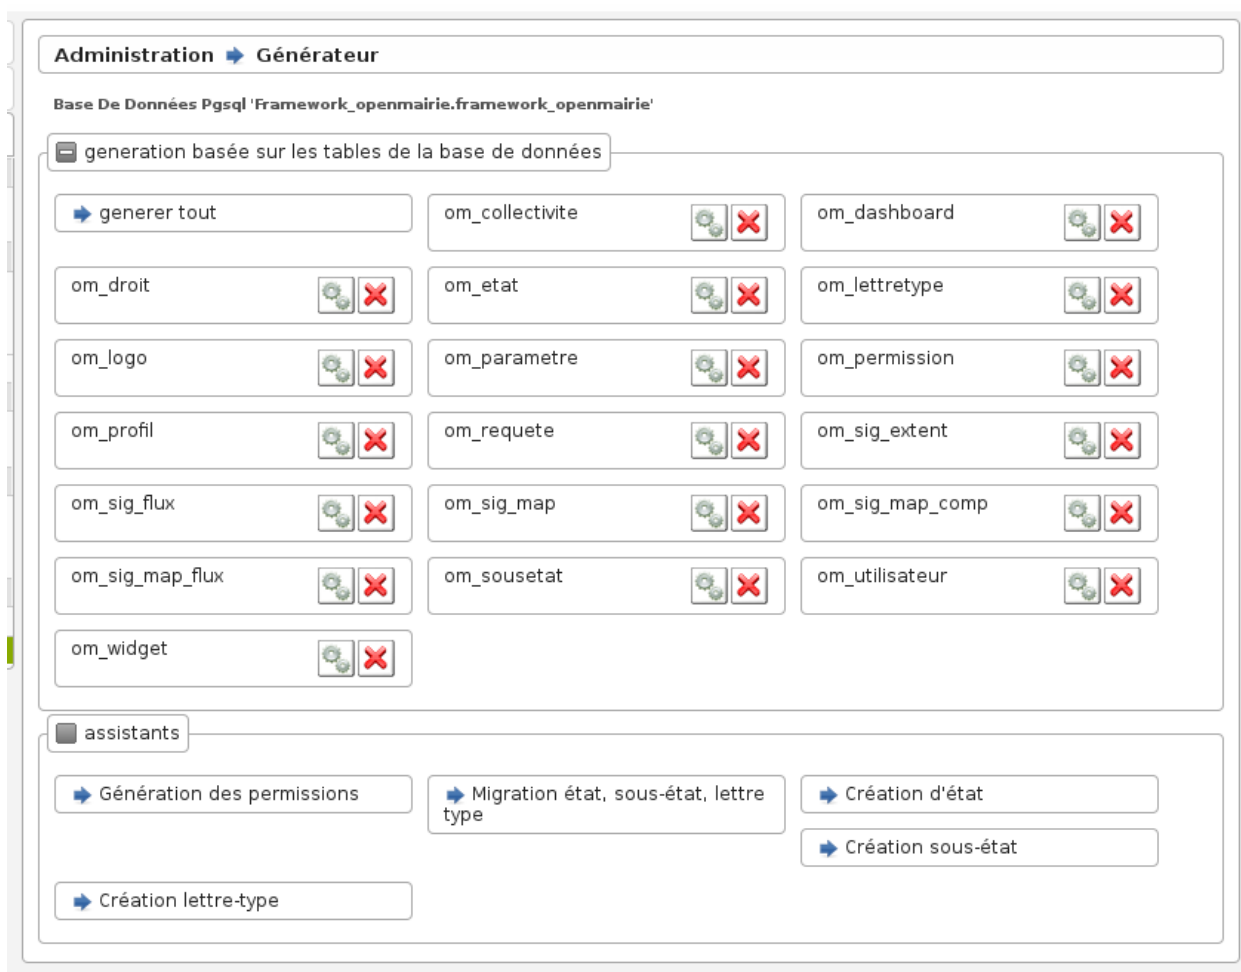 Administration Générateur
Base De Données Pgsql 'Framework_openmairie.framework_openmairie'
generation basée sur les tables de la base de données
generer tout
om_collectivite
om_dashboard
om_droit
om_etat
om_lettretype
om_logo
om_parametre
om_permission
om_profil
om_requete
om_sig_extent
om_sig_flux
om_sig_map
om_sig_map_comp
om_sig_map_flux
om_sousetat
om_utilisateur
om_widget
assistants
Génération des permissions
Migration état, sous-état, lettre
type
Création d'état
Création sous-état
Création lettre-type